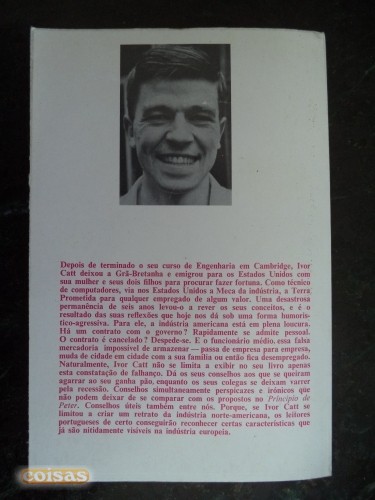 Depois de terminado o seu curso de Engenharia em Cambridge, Ivor
Catt deixou a Grã-Bretanha e emigrou para os Estados Unidos com
sua mulher e seus dois filhos para procurar fazer fortuna. Como técnico
de computadores, via nos Estados Unidos a Meca da indústria, a Terra
Prometida para qualquer empregado de algum valor. Uma desastrosa
permanência de seis anos levou-o a rever os seus conceitos, e é o
resultado das suas reflexões que hoje nos dá sob uma forma humorís-
tico-agressiva. Para ele, a indústria americana está em plena loucura.
Há um contrato com o governo? Rapidamente se admite pessoal.
O contrato é cancelado? Despede-se. E o funcionário médio, essa falsa
mercadoria impossível de armazenar — passa de empresa para empresa,
muda de cidade em cidade com a sua família ou então fica desempregado.
Naturalmente, Ivor Catt não se limita a exibir no seu livro apenas
esta constatação de falhanço. Dá os seus conselhos aos que se queiram
agarrar ao seu ganha pão, enquanto os seus colegas se deixam varrer
pela recessão. Conselhos simultaneamente perspicazes e irónicos que
não podem deixar de se comparar com os propostos no Princípio de
Peter. Conselhos úteis também entre nós. Porque, se Ivor Catt se
limitou a criar um retrato da indústria norte-americana, os leitores
portugueses de certo conseguirão reconhecer certas características que
já são nitidamente visíveis na indústria europeia.
coisas